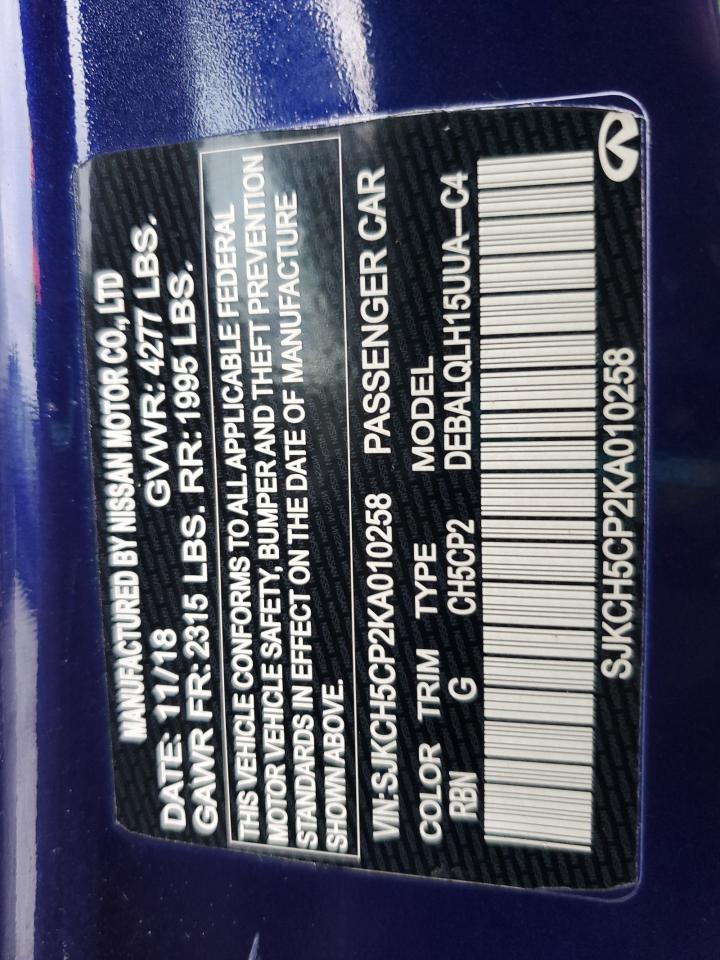 MANUFACTURED BY NISSAN MOTOR CO., LTD
DATE: 11/18 GVWR: 4277 LBS.
GAWR FR: 2315 LBS. RR: 1995 LBS.
THIS VEHICLE CONFORMS TO ALL APPLICABLE FEDERAL
MOTOR VEHICLE SAFETY, BUMPER AND THEFT PREVENTION
STANDARDS IN EFFECT ON THE DATE OF MANUFACTURE
SHOWN ABOVE.
VIN:SJKCH5CP2KA010258 PASSENGER CAR
COLOR TRIM TYPE MODEL
RBN G CH5CP2 DEBALQLH15UUA-C4
SJKCH5CP2KA010258